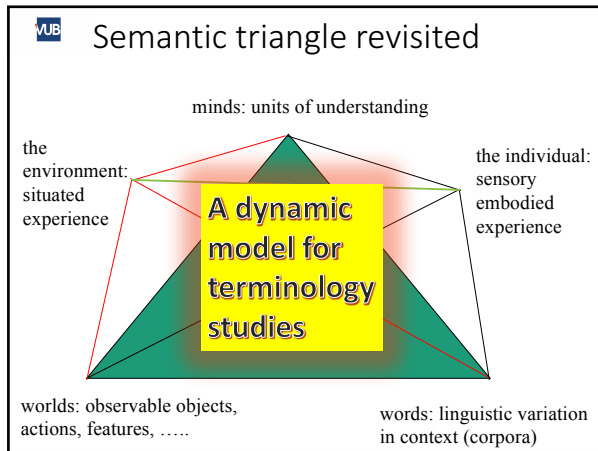 VUB
Semantic triangle revisited
minds: units of understanding
the
environment:
situated
experience
the individual:
sensory
embodied
experience
A dynamic
model for
terminology
studies
worlds: observable objects,
actions, features, …..
words: linguistic variation
in context (corpora)